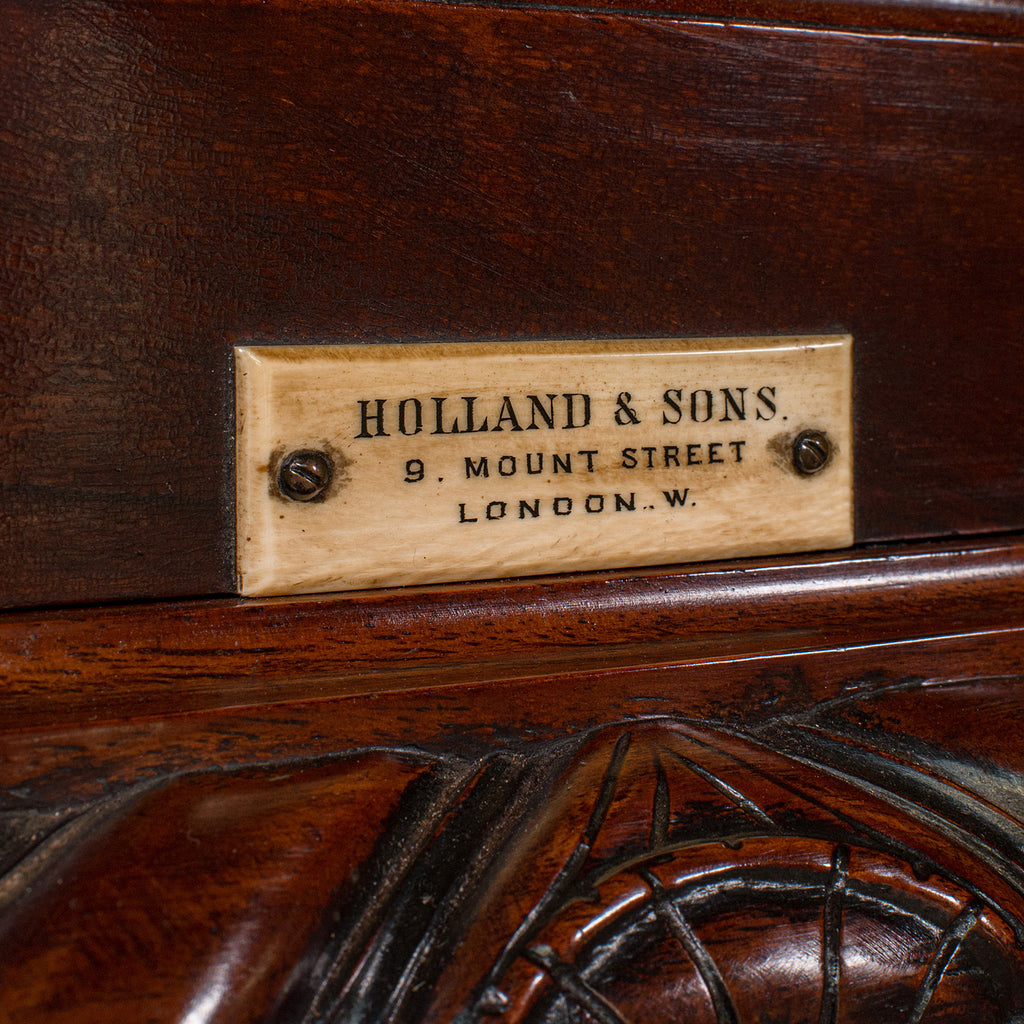 HOLLAND & SONS.
9. MOUNT STREET
LONDON.. W.